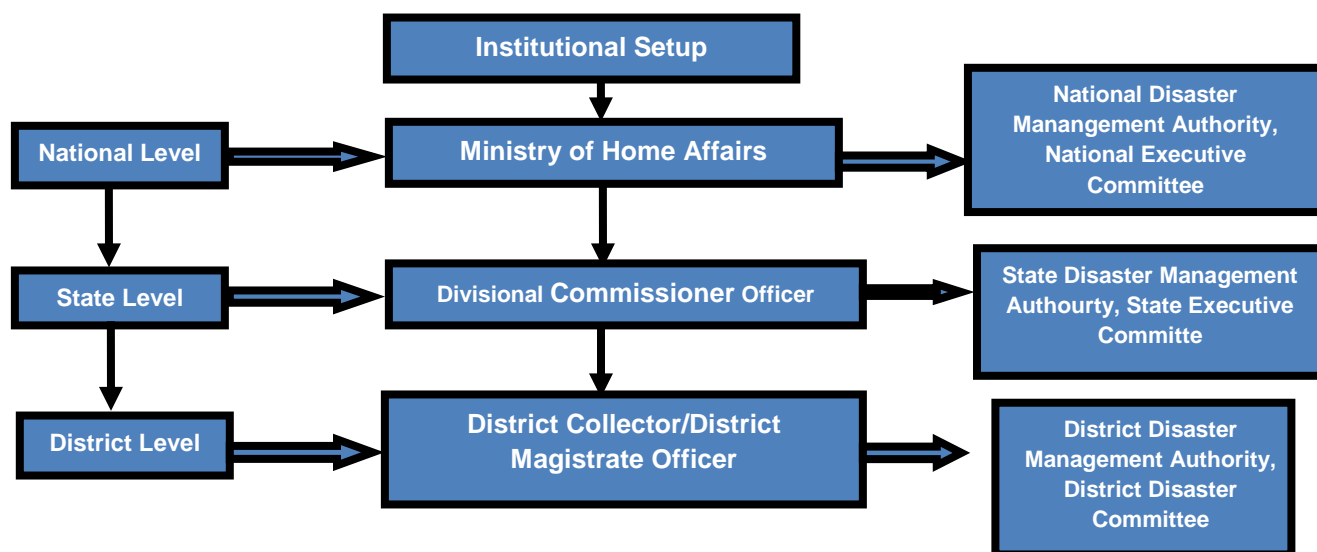 Institutional Setup
National Level
Ministry of Home Affairs
National Disaster
Manangement Authority,
National Executive
Committee
State Level
Divisional Commissioner Officer
State Disaster Management
Authourty, State Executive
Committe
District Level
District Collector/District
Magistrate Officer
District Disaster
Management Authority,
District Disaster
Committee